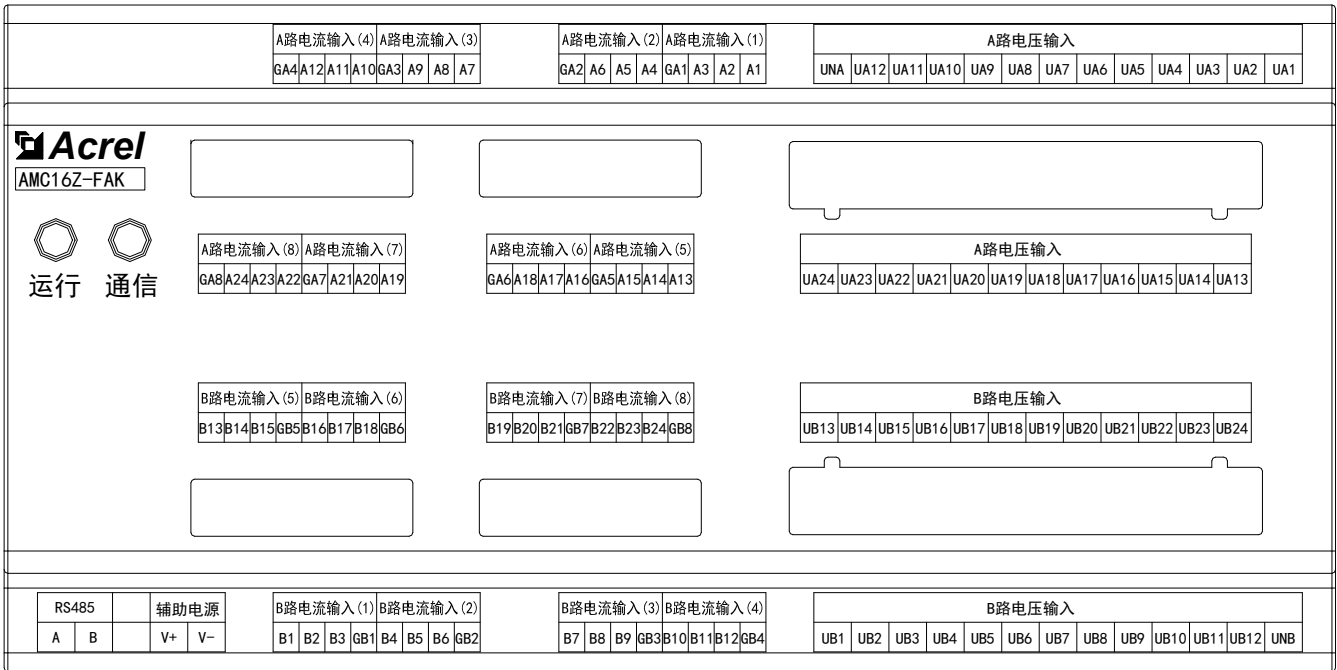 A路电流输入(4) A路电流输入(3) A路电流输入(2) A路电流输入(1) A路电压输入
GA4 A12 A11 A10 GA3 A9 A8 A7 GA2 A6 A5 A4 GA1 A3 A2 A1 UNA UA12 UA11 UA10 UA9 UA8 UA7 UA6 UA5 UA4 UA3 UA2 UA1
Acrel
AMC16Z-FAK
A路电流输入(8) A路电流输入(7) A路电流输入(6) A路电流输入(5) A路电压输入
GA8 A24 A23 A22 GA7 A21 A20 A19 GA6 A18 A17 A16 GA5 A15 A14 A13 UA24 UA23 UA22 UA21 UA20 UA19 UA18 UA17 UA16 UA15 UA14 UA13
运行 通信
B路电流输入(5) B路电流输入(6) B路电流输入(7) B路电流输入(8) B路电压输入
B13 B14 B15 GB5 B16 B17 B18 GB6 B19 B20 B21 GB7 B22 B23 B24 GB8 UB13 UB14 UB15 UB16 UB17 UB18 UB19 UB20 UB21 UB22 UB23 UB24
RS485 辅助电源 B路电流输入(1) B路电流输入(2) B路电流输入(3) B路电流输入(4) B路电压输入
A B V+ V- B1 B2 B3 GB1 B4 B5 B6 GB2 B7 B8 B9 GB3 B10 B11 B12 GB4 UB1 UB2 UB3 UB4 UB5 UB6 UB7 UB8 UB9 UB10 UB11 UB12 UNB